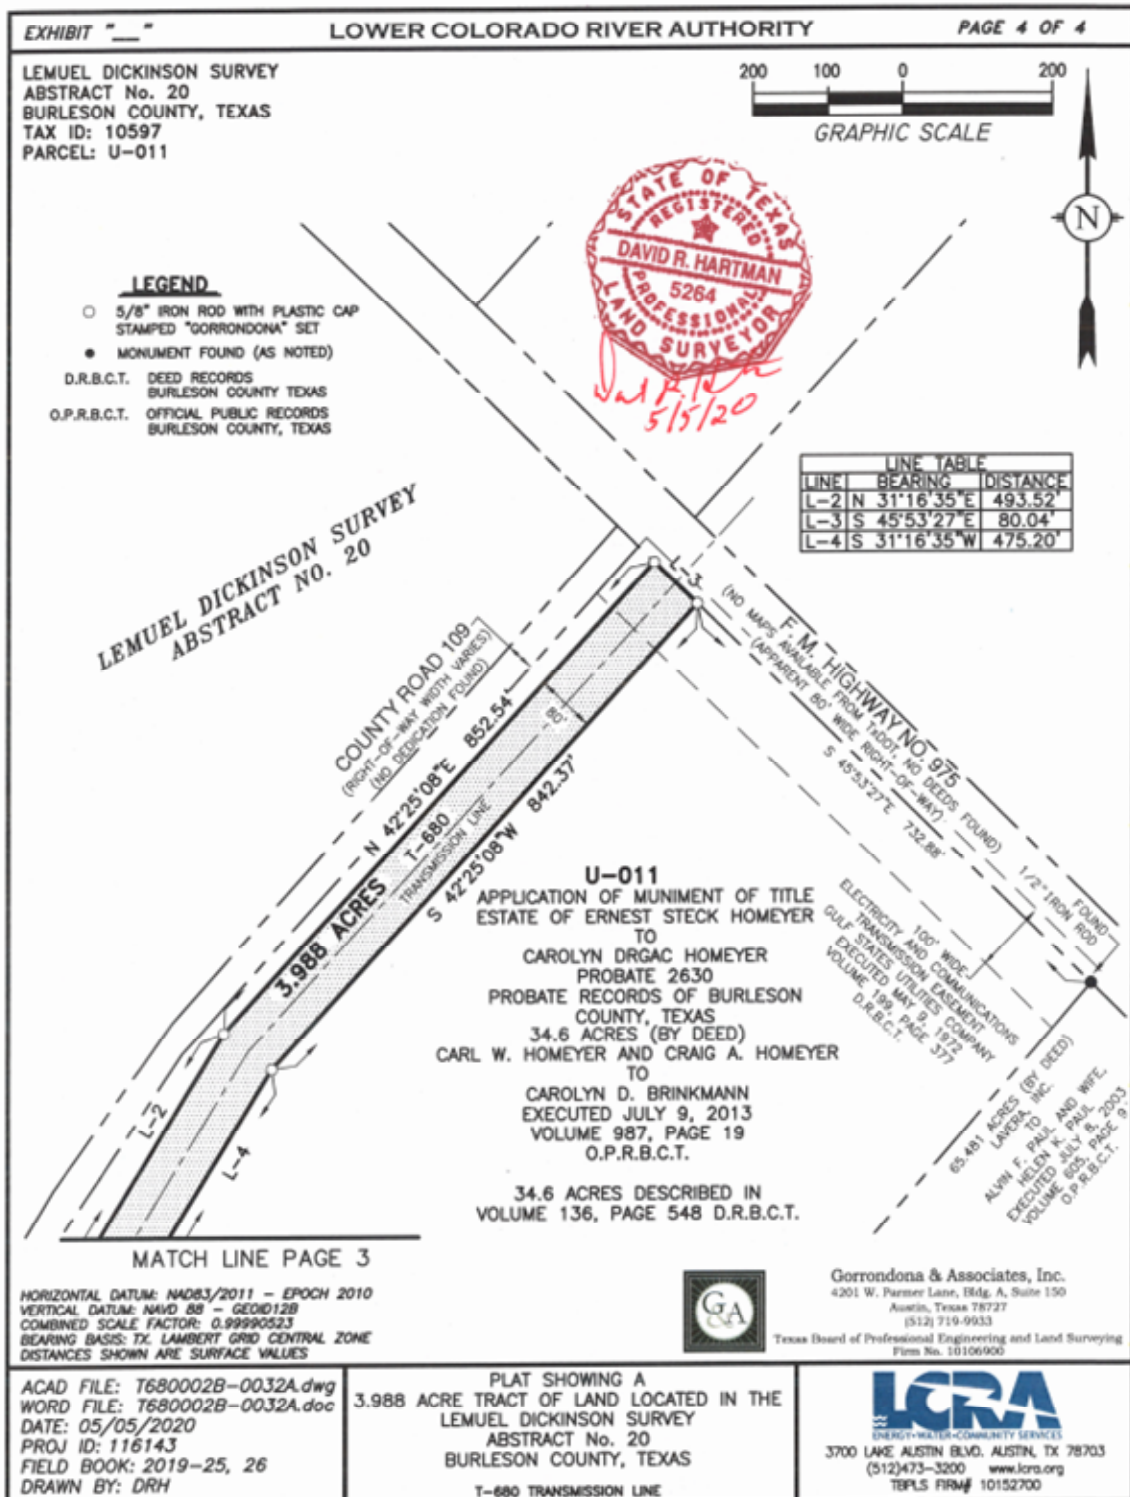 EXHIBIT "__"
LOWER COLORADO RIVER AUTHORITY
PAGE 4 OF 4
LEMUEL DICKINSON SURVEY
ABSTRACT No. 20
BURLESON COUNTY, TEXAS
TAX ID: 10597
PARCEL: U-011
200 100 0 200
GRAPHIC SCALE
N
STATE OF TEXAS
REGISTERED
DAVID R. HARTMAN
5264
PROFESSIONAL
LAND SURVEYOR
5/5/20
LEGEND
5/8" IRON ROD WITH PLASTIC CAP
STAMPED "GORRONDONA" SET
MONUMENT FOUND (AS NOTED)
D.R.B.C.T. DEED RECORDS
BURLESON COUNTY TEXAS
O.P.R.B.C.T. OFFICIAL PUBLIC RECORDS
BURLESON COUNTY, TEXAS
LINE TABLE
LINE BEARING DISTANCE
L-2 N 31°16'35"E 493.52'
L-3 S 45°53'27"E 80.04'
L-4 S 31°16'35"W 475.20'
LEMUEL DICKINSON SURVEY
ABSTRACT NO. 20
L-3
COUNTY ROAD 109
(RIGHT-OF-WAY WIDTH VARIES)
(NO DEDICATION FOUND)
F. M. HIGHWAY NO. 975
(NO MAPS AVAILABLE FROM TxDOT, NO DEEDS FOUND)
(APPARENT 80' WIDE RIGHT-OF-WAY)
S 45°53'27"E 732.88'
N 42°25'08"E 852.54'
80'
3.988 ACRES
T-680
TRANSMISSION LINE
S 42°25'08"W 842.37'
1/2" IRON ROD
FOUND
100' WIDE
ELECTRICITY AND COMMUNICATIONS
TRANSMISSION EASEMENT
GULF STATES UTILITIES COMPANY
EXECUTED MAY 9, 1972
VOLUME 199, PAGE 377
D.R.B.C.T.
U-011
APPLICATION OF MUNIMENT OF TITLE
ESTATE OF ERNEST STECK HOMEYER
TO
CAROLYN DRGAC HOMEYER
PROBATE 2630
PROBATE RECORDS OF BURLESON
COUNTY, TEXAS
34.6 ACRES (BY DEED)
CARL W. HOMEYER AND CRAIG A. HOMEYER
TO
CAROLYN D. BRINKMANN
EXECUTED JULY 9, 2013
VOLUME 987, PAGE 19
O.P.R.B.C.T.
34.6 ACRES DESCRIBED IN
VOLUME 136, PAGE 548 D.R.B.C.T.
65.481 ACRES (BY DEED)
LAVERA, INC.
TO
ALVIN F. PAUL AND WIFE,
HELEN K. PAUL
EXECUTED JULY 8, 2003
VOLUME 605, PAGE
O.P.R.B.C.T.
L-2
L-4
MATCH LINE PAGE 3
HORIZONTAL DATUM: NAD83/2011 - EPOCH 2010
VERTICAL DATUM: NAVD 88 - GEOID12B
COMBINED SCALE FACTOR: 0.99990523
BEARING BASIS: TX. LAMBERT GRID CENTRAL ZONE
DISTANCES SHOWN ARE SURFACE VALUES
G&A
Gorrondona & Associates, Inc.
4201 W. Parmer Lane, Bldg. A, Suite 150
Austin, Texas 78727
(512) 719-9933
Texas Board of Professional Engineering and Land Surveying
Firm No. 10106900
ACAD FILE: T680002B-0032A.dwg
WORD FILE: T680002B-0032A.doc
DATE: 05/05/2020
PROJ ID: 116143
FIELD BOOK: 2019-25, 26
DRAWN BY: DRH
PLAT SHOWING A
3.988 ACRE TRACT OF LAND LOCATED IN THE
LEMUEL DICKINSON SURVEY
ABSTRACT No. 20
BURLESON COUNTY, TEXAS
T-680 TRANSMISSION LINE
LCRA
ENERGY•WATER•COMMUNITY SERVICES
3700 LAKE AUSTIN BLVD. AUSTIN, TX 78703
(512)473-3200 www.lcra.org
TBPLS FIRM# 10152700